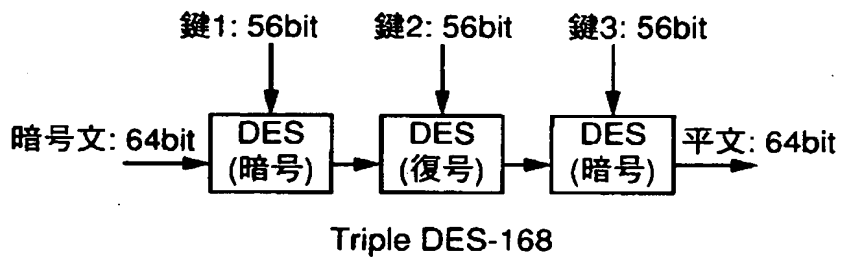 鍵1: 56bit 鍵2: 56bit 鍵3: 56bit
暗号文: 64bit DES DES DES 平文: 64bit
(暗号) (復号) (暗号)
Triple DES-168